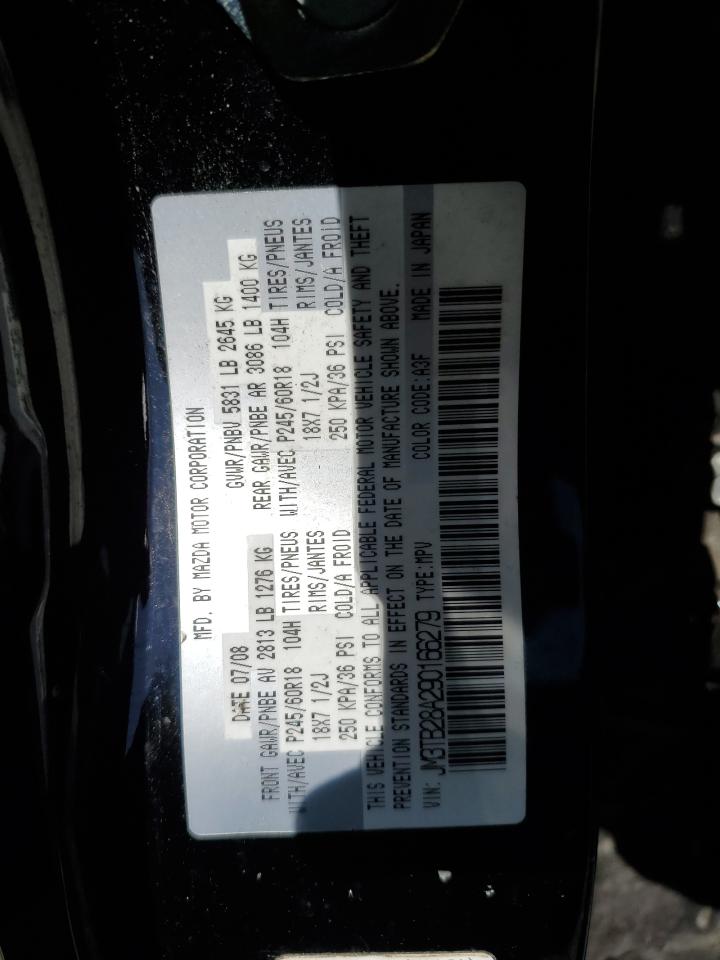 MFD. BY MAZDA MOTOR CORPORATION
DATE 07/08 GVWR/PNBV 5831 LB 2645 KG
FRONT GAWR/PNBE AV 2813 LB 1276 KG REAR GAWR/PNBE AR 3086 LB 1400 KG
WITH/AVEC P245/60R18 104H TIRES/PNEUS WITH/AVEC P245/60R18 104H TIRES/PNEUS
18X7 1/2J RIMS/JANTES 18X7 1/2J RIMS/JANTES
250 KPA/36 PSI COLD/A FROID 250 KPA/36 PSI COLD/A FROID
THIS VEHICLE CONFORMS TO ALL APPLICABLE FEDERAL MOTOR VEHICLE SAFETY AND THEFT
PREVENTION STANDARDS IN EFFECT ON THE DATE OF MANUFACTURE SHOWN ABOVE.
VIN: JM3TB28A290166279 TYPE:MPV COLOR CODE:A3F MADE IN JAPAN